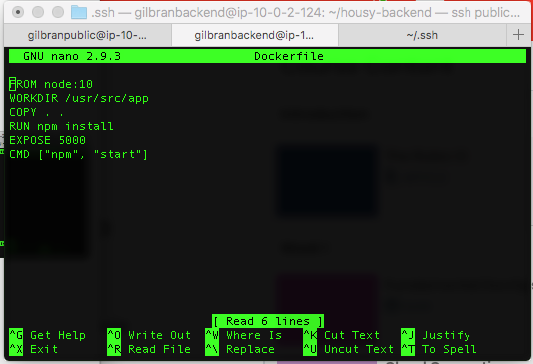 .ssh — gilbranbackend@ip-10-0-2-124: ~/housy-backend — ssh public...
gilbranpublic@ip-10-... gilbranbackend@ip-1... ~/.ssh +
GNU nano 2.9.3 Dockerfile
FROM node:10
WORKDIR /usr/src/app
COPY . .
RUN npm install
EXPOSE 5000
CMD ["npm", "start"]
[ Read 6 lines ]
^G Get Help ^O Write Out ^W Where Is ^K Cut Text ^J Justify
^X Exit ^R Read File ^\ Replace ^U Uncut Text ^T To Spell